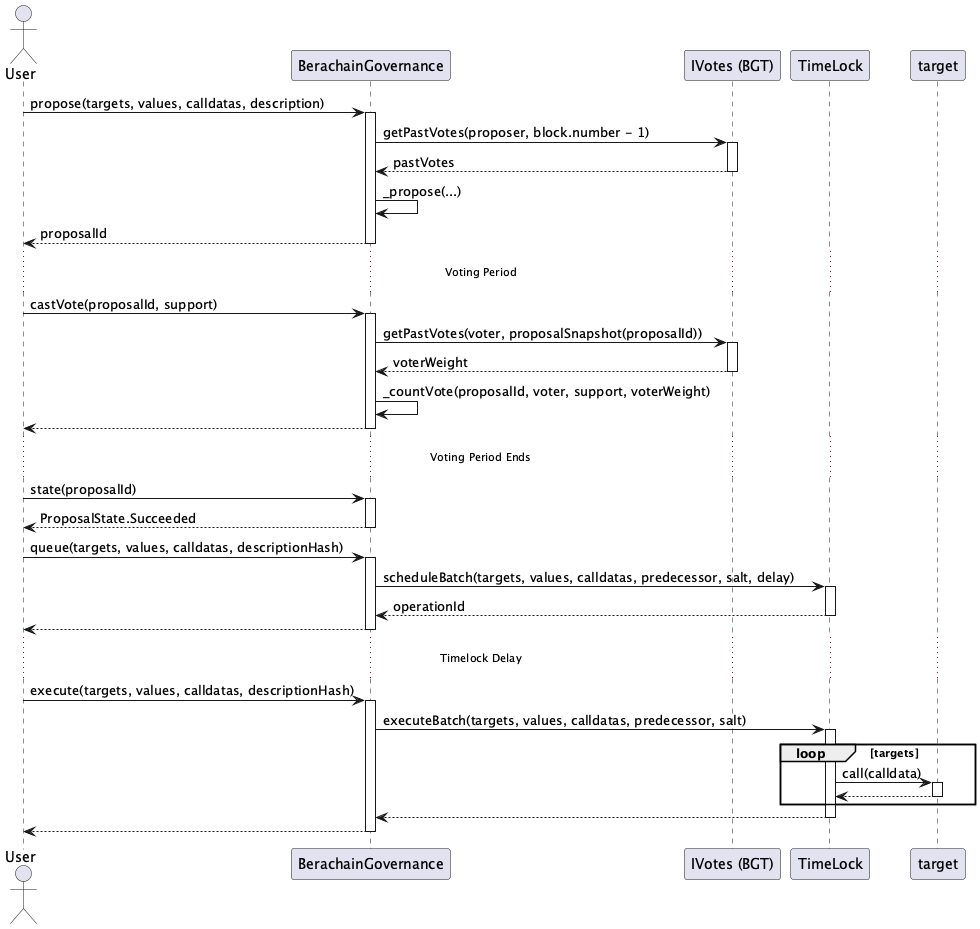 User
BerachainGovernance
IVotes (BGT)
TimeLock
target
propose(targets, values, calldatas, description)
getPastVotes(proposer, block.number - 1)
pastVotes
_propose(...)
proposalId
Voting Period
castVote(proposalId, support)
getPastVotes(voter, proposalSnapshot(proposalId))
voterWeight
_countVote(proposalId, voter, support, voterWeight)
Voting Period Ends
state(proposalId)
ProposalState.Succeeded
queue(targets, values, calldatas, descriptionHash)
scheduleBatch(targets, values, calldatas, predecessor, salt, delay)
operationId
Timelock Delay
execute(targets, values, calldatas, descriptionHash)
executeBatch(targets, values, calldatas, predecessor, salt)
loop
[targets]
call(calldata)
User
BerachainGovernance
IVotes (BGT)
TimeLock
target